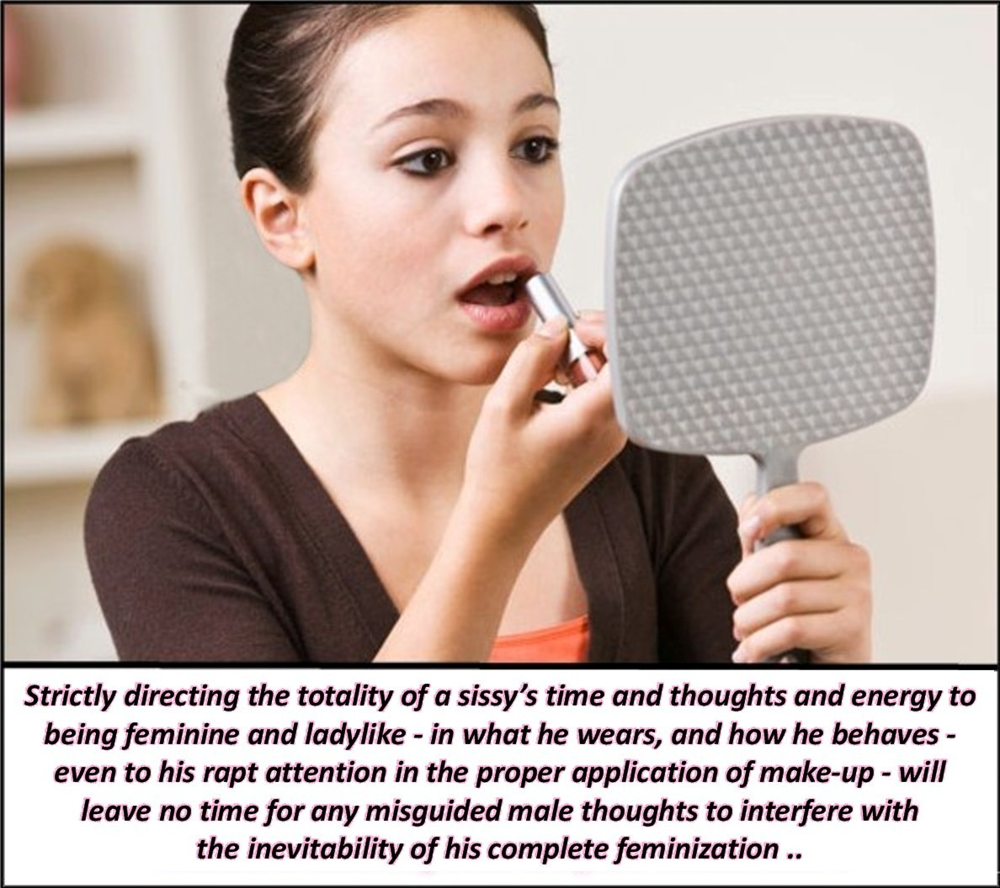 Strictly directing the totality of a sissy's time and thoughts and energy to
being feminine and ladylike - in what he wears, and how he behaves -
even to his rapt attention in the proper application of make-up - will
leave no time for any misguided male thoughts to interfere with
the inevitability of his complete feminization ..